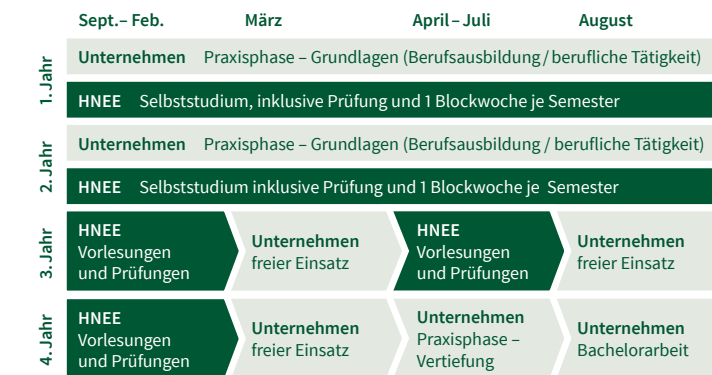 Sept.– Feb. März April – Juli August
1. Jahr
Unternehmen Praxisphase – Grundlagen (Berufsausbildung / berufliche Tätigkeit)
HNEE Selbststudium, inklusive Prüfung und 1 Blockwoche je Semester
2. Jahr
Unternehmen Praxisphase – Grundlagen (Berufsausbildung / berufliche Tätigkeit)
HNEE Selbststudium inklusive Prüfung und 1 Blockwoche je Semester
3. Jahr
HNEE
Vorlesungen
und Prüfungen
Unternehmen
freier Einsatz
HNEE
Vorlesungen
und Prüfungen
Unternehmen
freier Einsatz
4. Jahr
HNEE
Vorlesungen
und Prüfungen
Unternehmen
freier Einsatz
Unternehmen
Praxisphase –
Vertiefung
Unternehmen
Bachelorarbeit